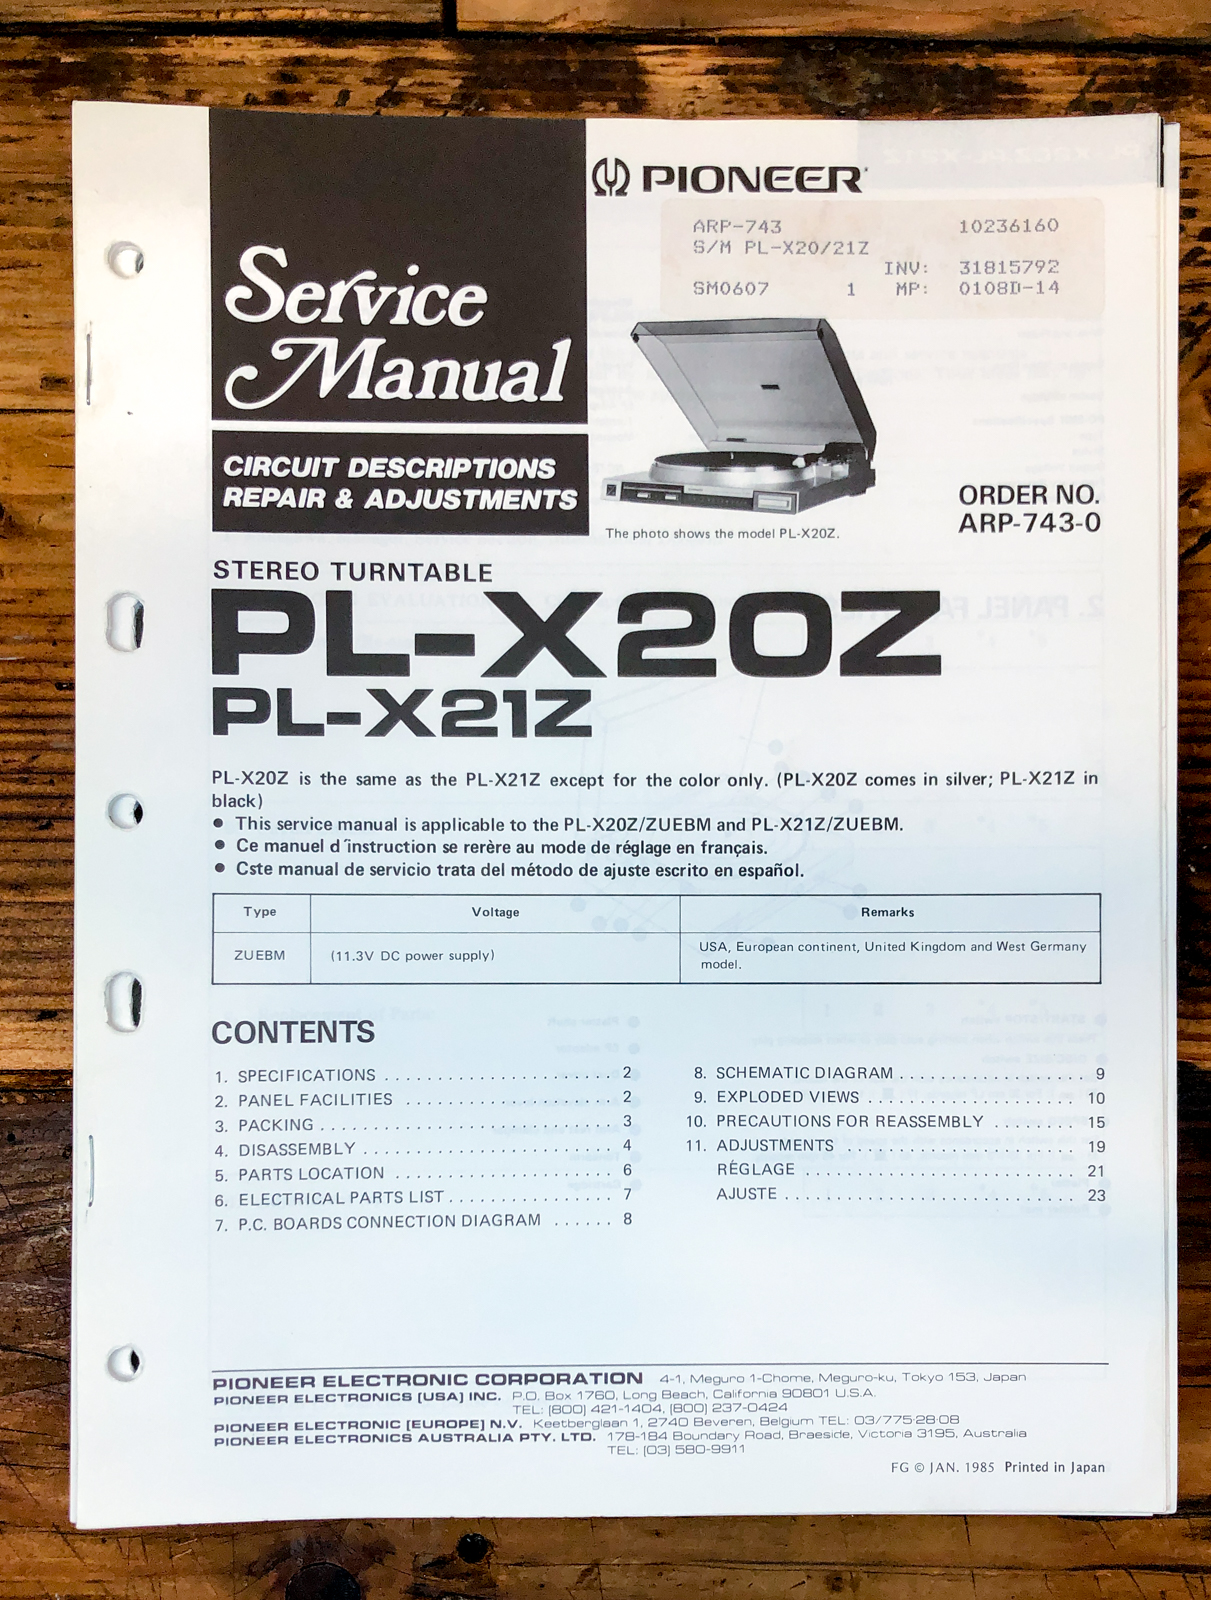 PIONEER
ARP-743 10236160
S/M PL-X20/21Z
INV: 31815792
SM0607 1 MP: 0108D-14
Service
Manual
CIRCUIT DESCRIPTIONS
REPAIR & ADJUSTMENTS
The photo shows the model PL-X20Z.
ORDER NO.
ARP-743-0
STEREO TURNTABLE
PL-X20Z
PL-X21Z
PL-X20Z is the same as the PL-X21Z except for the color only. (PL-X20Z comes in silver; PL-X21Z in
black)
● This service manual is applicable to the PL-X20Z/ZUEBM and PL-X21Z/ZUEBM.
● Ce manuel d´instruction se rerère au mode de réglage en français.
● Cste manual de servicio trata del método de ajuste escrito en español.
Type Voltage Remarks
ZUEBM (11.3V DC power supply) USA, European continent, United Kingdom and West Germany
model.
CONTENTS
1. SPECIFICATIONS . . . . . . . . . . . . . . . . . . . . . . . . 2
2. PANEL FACILITIES . . . . . . . . . . . . . . . . . . . . . . 2
3. PACKING . . . . . . . . . . . . . . . . . . . . . . . . . . . . . . 3
4. DISASSEMBLY . . . . . . . . . . . . . . . . . . . . . . . . . . 4
5. PARTS LOCATION . . . . . . . . . . . . . . . . . . . . . . . 6
6. ELECTRICAL PARTS LIST . . . . . . . . . . . . . . . . . 7
7. P.C. BOARDS CONNECTION DIAGRAM . . . . . . 8
8. SCHEMATIC DIAGRAM . . . . . . . . . . . . . . . . . . . 9
9. EXPLODED VIEWS . . . . . . . . . . . . . . . . . . . . . . 10
10. PRECAUTIONS FOR REASSEMBLY . . . . . . . . 15
11. ADJUSTMENTS . . . . . . . . . . . . . . . . . . . . . . . . 19
RÉGLAGE . . . . . . . . . . . . . . . . . . . . . . . . . . . . 21
AJUSTE . . . . . . . . . . . . . . . . . . . . . . . . . . . . . . 23
PIONEER ELECTRONIC CORPORATION 4-1, Meguro 1-Chome, Meguro-ku, Tokyo 153, Japan
PIONEER ELECTRONICS [USA] INC. P.O. Box 1760, Long Beach, California 90801 U.S.A.
TEL: [800] 421-1404, [800] 237-0424
PIONEER ELECTRONIC [EUROPE] N.V. Keetberglaan 1, 2740 Beveren, Belgium TEL: 03/775·28·08
PIONEER ELECTRONICS AUSTRALIA PTY. LTD. 178-184 Boundary Road, Braeside, Victoria 3195, Australia
TEL: [03] 580-9911
FG © JAN. 1985 Printed in Japan